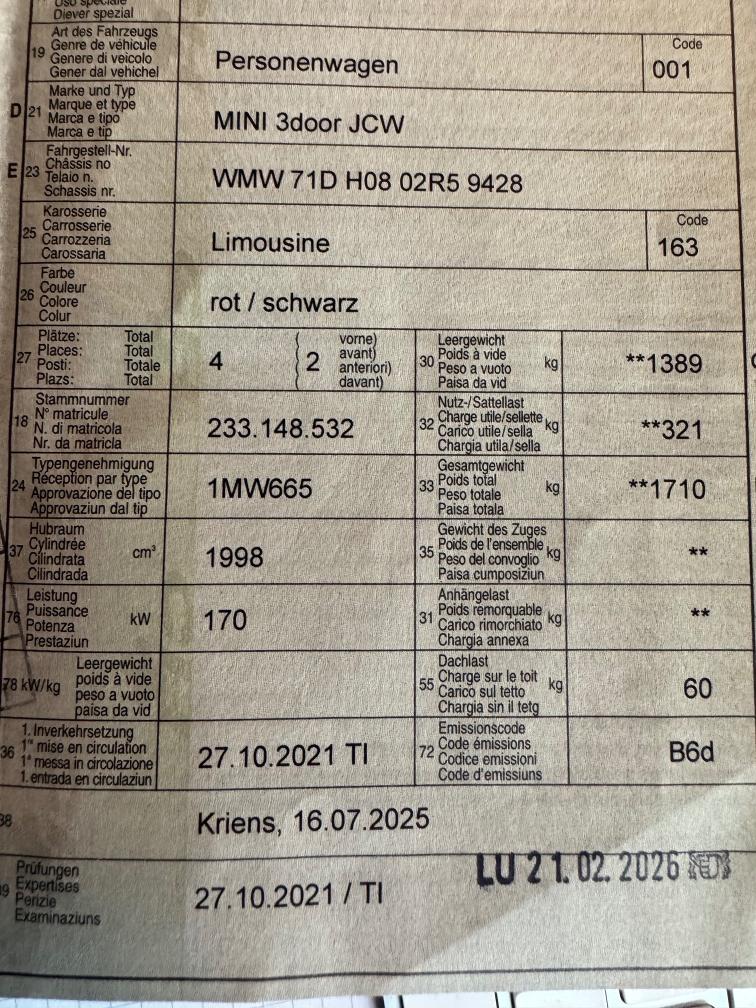 Uso speciale
Diever spezial
19 Art des Fahrzeugs
Genre de véhicule
Genere di veicolo
Gener dal vehichel
Personenwagen
Code
001
D 21 Marke und Typ
Marque et type
Marca e tipo
Marca e tip
MINI 3door JCW
E 23 Fahrgestell-Nr.
Châssis no
Telaio n.
Schassis nr.
WMW 71D H08 02R5 9428
25 Karosserie
Carrosserie
Carrozzeria
Carossaria
Limousine
Code
163
26 Farbe
Couleur
Colore
Colur
rot / schwarz
27 Plätze: Total
Places: Total
Posti: Totale
Plazs: Total
4
2
vorne)
avant)
anteriori)
davant)
30 Leergewicht
Poids à vide
Peso a vuoto
Paisa da vid
kg
**1389
18 Stammnummer
N° matricule
N. di matricola
Nr. da matricla
233.148.532
32 Nutz-/Sattellast
Charge utile/sellette
Carico utile/sella
Chargia utila/sella
kg
**321
24 Typengenehmigung
Réception par type
Approvazione del tipo
Approvaziun dal tip
1MW665
33 Gesamtgewicht
Poids total
Peso totale
Paisa totala
kg
**1710
37 Hubraum
Cylindrée
Cilindrata
Cilindrada
cm³
1998
35 Gewicht des Zuges
Poids de l'ensemble
Peso del convoglio
Paisa cumposiziun
kg
**
76 Leistung
Puissance
Potenza
Prestaziun
kW
170
31 Anhängelast
Poids remorquable
Carico rimorchiato
Chargia annexa
kg
**
78 kW/kg
Leergewicht
poids à vide
peso a vuoto
paisa da vid
55 Dachlast
Charge sur le toit
Carico sul tetto
Chargia sin il tetg
kg
60
36 1. Inverkehrsetzung
1re mise en circulation
1a messa in circolazione
1. entrada en circulaziun
27.10.2021 TI
72 Emissionscode
Code émissions
Codice emissioni
Code d'emissiuns
B6d
38
Kriens, 16.07.2025
39 Prüfungen
Expertises
Perizie
Examinaziuns
27.10.2021 / TI
LU 21.02.2026